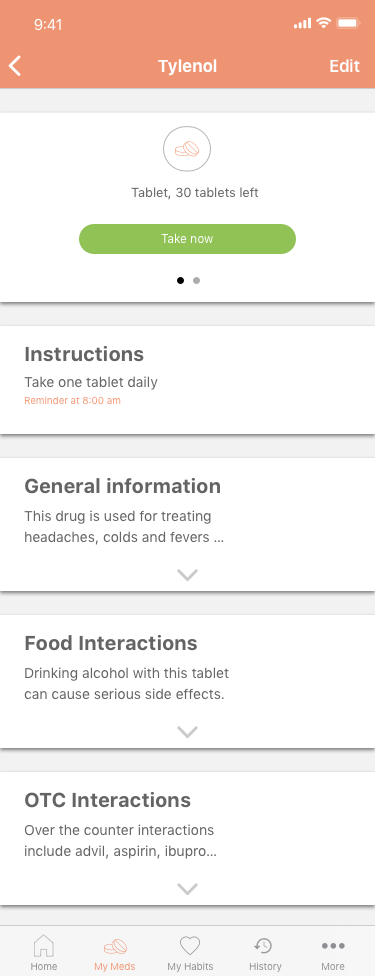 9:41
Tylenol
Edit
Tablet, 30 tablets left
Take now
Instructions
Take one tablet daily
Reminder at 8:00 am
General information
This drug is used for treating
headaches, colds and fevers ...
Food Interactions
Drinking alcohol with this tablet
can cause serious side effects.
OTC Interactions
Over the counter interactions
include advil, aspirin, ibupro...
Home
My Meds
My Habits
History
More